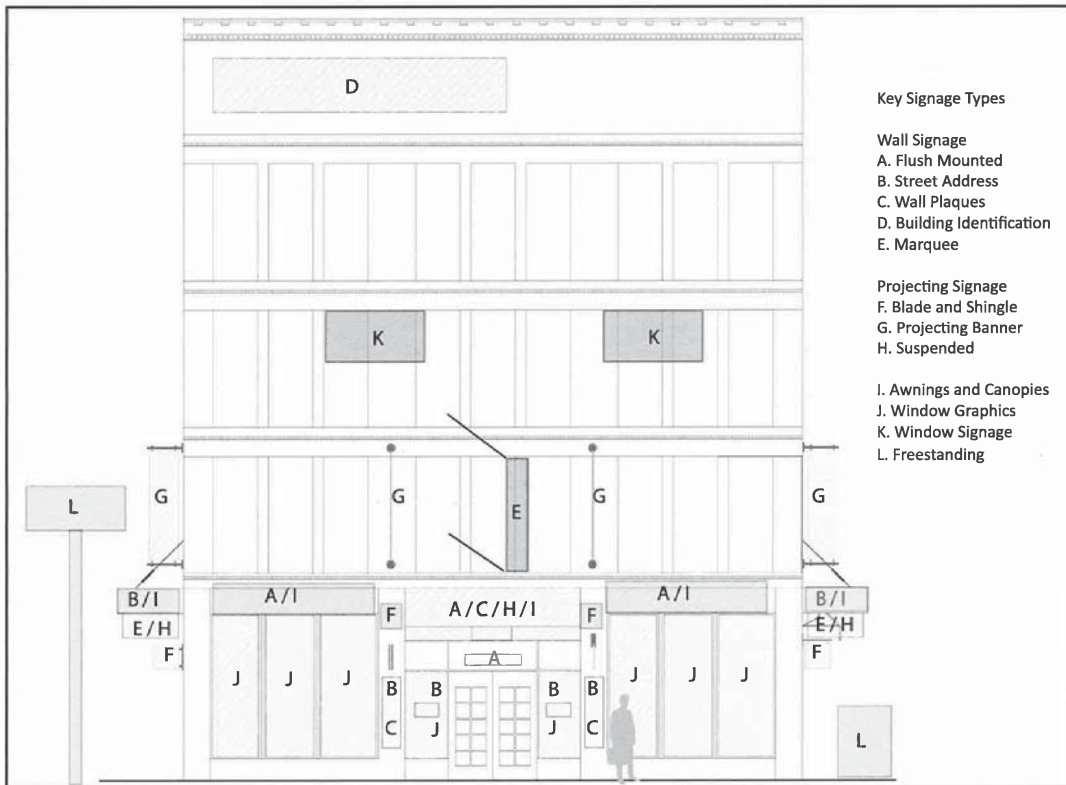 D
Key Signage Types
Wall Signage
A. Flush Mounted
B. Street Address
C. Wall Plaques
D. Building Identification
E. Marquee
Projecting Signage
F. Blade and Shingle
G. Projecting Banner
H. Suspended
I. Awnings and Canopies
J. Window Graphics
K. Window Signage
L. Freestanding
K K
G G E G G
L
B/I A/I A/C/H/I A/I B/I
E/H F F E/H
F A F
J J J J J J
B B B B
C J J C
L